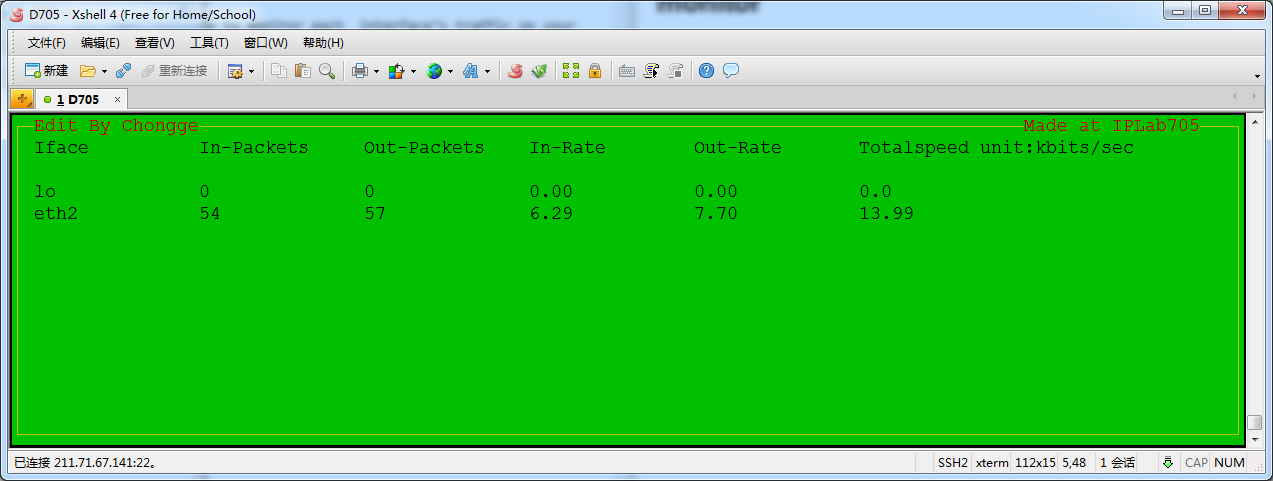 monitor
D705 - Xshell 4 (Free for Home/School)
文件(F) 编辑(E) 查看(V) 工具(T) 窗口(W) 帮助(H)
新建 重新连接
1 D705
Edit By Chongge Made at IPLab705
Iface In-Packets Out-Packets In-Rate Out-Rate Totalspeed unit:kbits/sec
lo 0 0 0.00 0.00 0.0
eth2 54 57 6.29 7.70 13.99
已连接 211.71.67.141:22。 SSH2 xterm 112x15 5,48 1 会话 CAP NUM